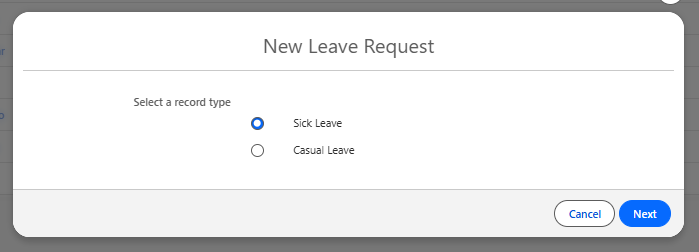 New Leave Request
Select a record type
Sick Leave
Casual Leave
Cancel
Next